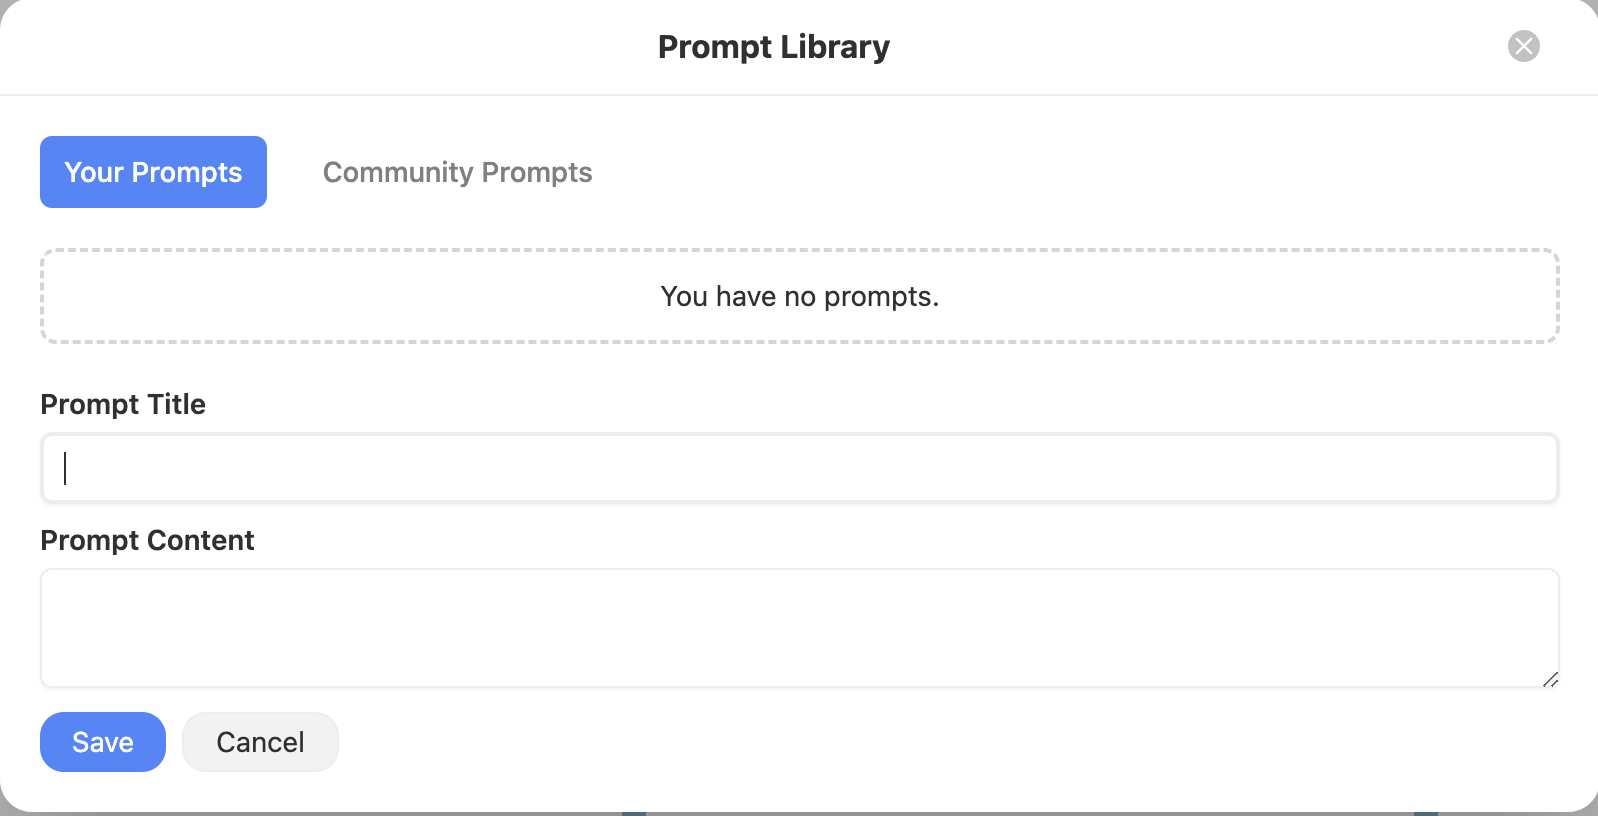 Prompt Library
Your Prompts
Community Prompts
You have no prompts.
Prompt Title
Prompt Content
Save
Cancel